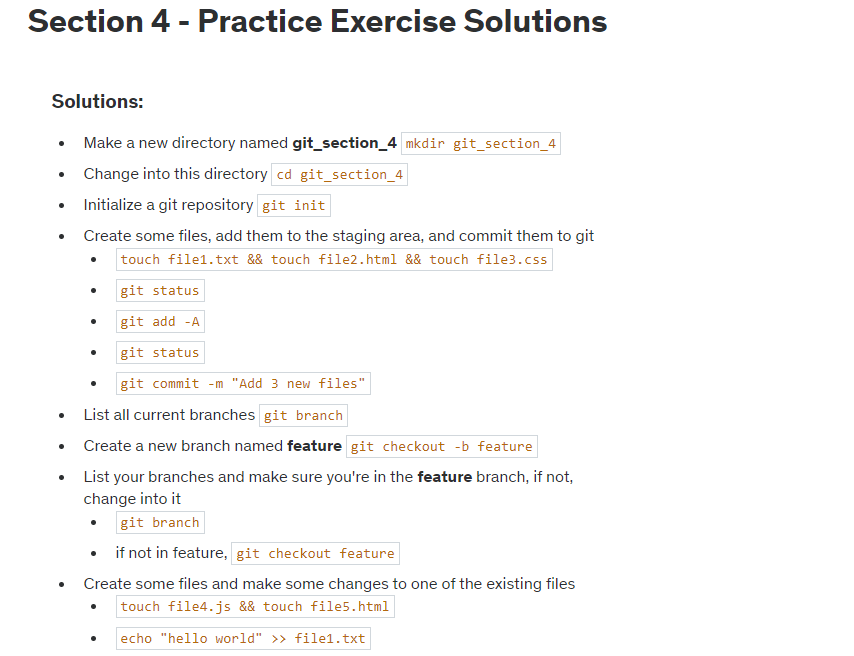 Section 4 - Practice Exercise Solutions
Solutions:
Make a new directory named git_section_4 mkdir git_section_4
Change into this directory cd git_section_4
Initialize a git repository git init
Create some files, add them to the staging area, and commit them to git
touch file1.txt && touch file2.html && touch file3.css
git status
git add -A
git status
git commit -m "Add 3 new files"
List all current branches git branch
Create a new branch named feature git checkout -b feature
List your branches and make sure you're in the feature branch, if not,
change into it
git branch
if not in feature, git checkout feature
Create some files and make some changes to one of the existing files
touch file4.js && touch file5.html
echo "hello world" >> file1.txt